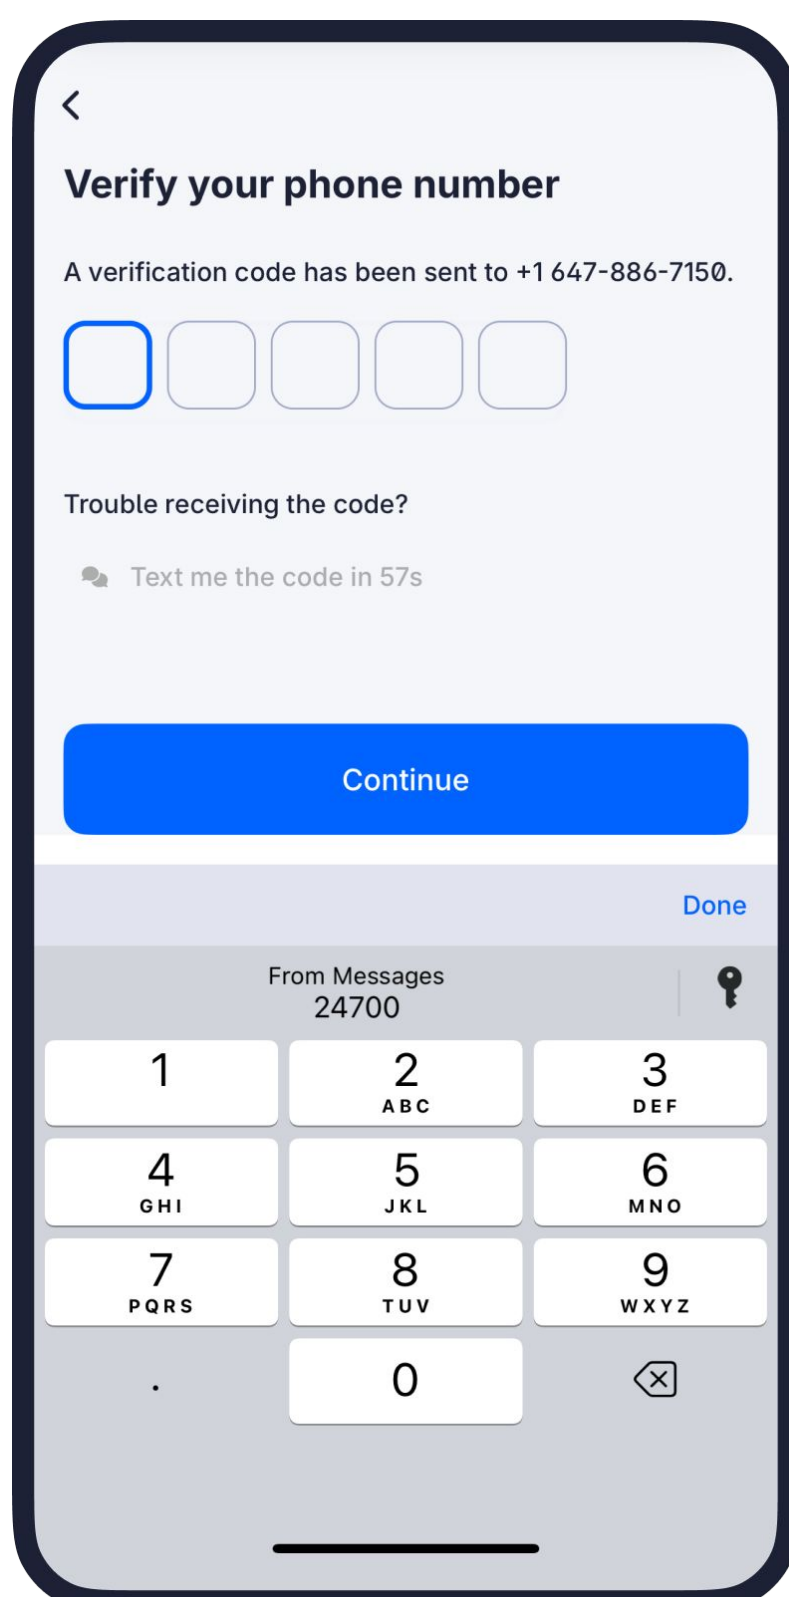 Verify your phone number
A verification code has been sent to +1 647-886-7150.
Trouble receiving the code?
Text me the code in 57s
Continue
Done
From Messages
24700
1
2
ABC
3
DEF
4
GHI
5
JKL
6
MNO
7
PQRS
8
TUV
9
WXYZ
.
0